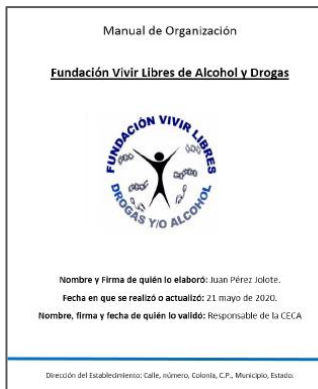 Manual de Organización
Fundación Vivir Libres de Alcohol y Drogas
FUNDACIÓN VIVIR LIBRES
DROGAS Y/O ALCOHOL
Nombre y Firma de quién lo elaboró: Juan Pérez Jolote.
Fecha en que se realizó o actualizó: 21 mayo de 2020.
Nombre, firma y fecha de quién lo validó: Responsable de la CECA
Dirección del Establecimiento: Calle, número, Colonia, C.P., Municipio, Estado.